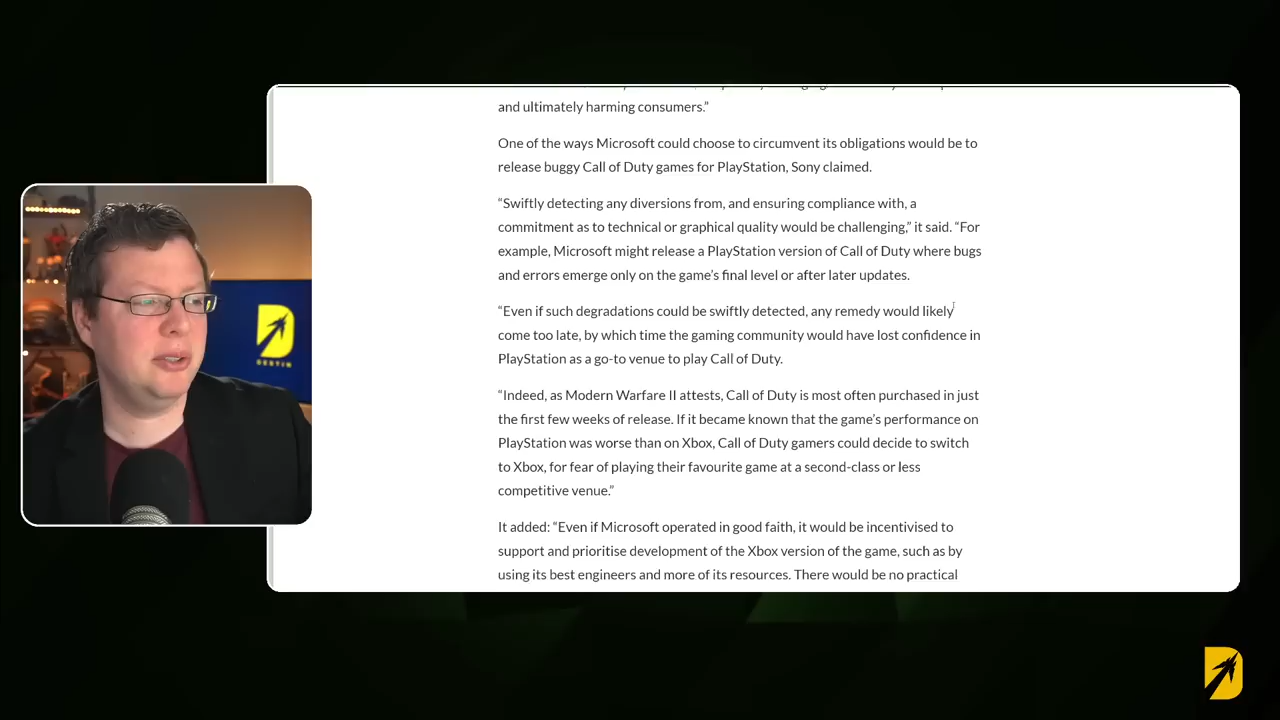 and ultimately harming consumers.”
One of the ways Microsoft could choose to circumvent its obligations would be to
release buggy Call of Duty games for PlayStation, Sony claimed.
“Swiftly detecting any diversions from, and ensuring compliance with, a
commitment as to technical or graphical quality would be challenging,” it said. “For
example, Microsoft might release a PlayStation version of Call of Duty where bugs
and errors emerge only on the game’s final level or after later updates.
“Even if such degradations could be swiftly detected, any remedy would likely
come too late, by which time the gaming community would have lost confidence in
PlayStation as a go-to venue to play Call of Duty.
“Indeed, as Modern Warfare II attests, Call of Duty is most often purchased in just
the first few weeks of release. If it became known that the game’s performance on
PlayStation was worse than on Xbox, Call of Duty gamers could decide to switch
to Xbox, for fear of playing their favourite game at a second-class or less
competitive venue.”
It added: “Even if Microsoft operated in good faith, it would be incentivised to
support and prioritise development of the Xbox version of the game, such as by
using its best engineers and more of its resources. There would be no practical
DESTIN